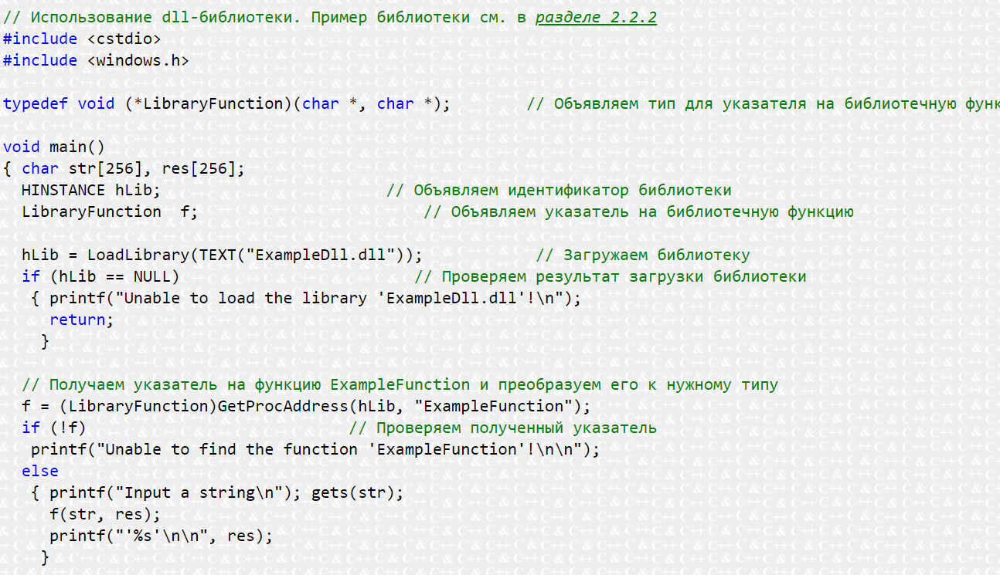 // Использование dll-библиотеки. Пример библиотеки см. в разделе 2.2.2
#include <cstdio>
#include <windows.h>
typedef void (*LibraryFunction)(char *, char *); // Объявляем тип для указателя на библиотечную
void main()
{ char str[256], res[256];
HINSTANCE hLib; // Объявляем идентификатор библиотеки
LibraryFunction f; // Объявляем указатель на библиотечную функцию
hLib = LoadLibrary(TEXT("ExampleDll.dll")); // Загружаем библиотеку
if (hLib == NULL) // Проверяем результат загрузки библиотеки
{ printf("Unable to load the library 'ExampleDll.dll'!\n");
return;
}
// Получаем указатель на функцию ExampleFunction и преобразуем его к нужному типу
f = (LibraryFunction)GetProcAddress(hLib, "ExampleFunction");
if (!f) // Проверяем полученный указатель
printf("Unable to find the function 'ExampleFunction'!\n\n");
else
{ printf("Input a string\n"); gets(str);
f(str, res);
printf("'%s'\n\n", res);
}